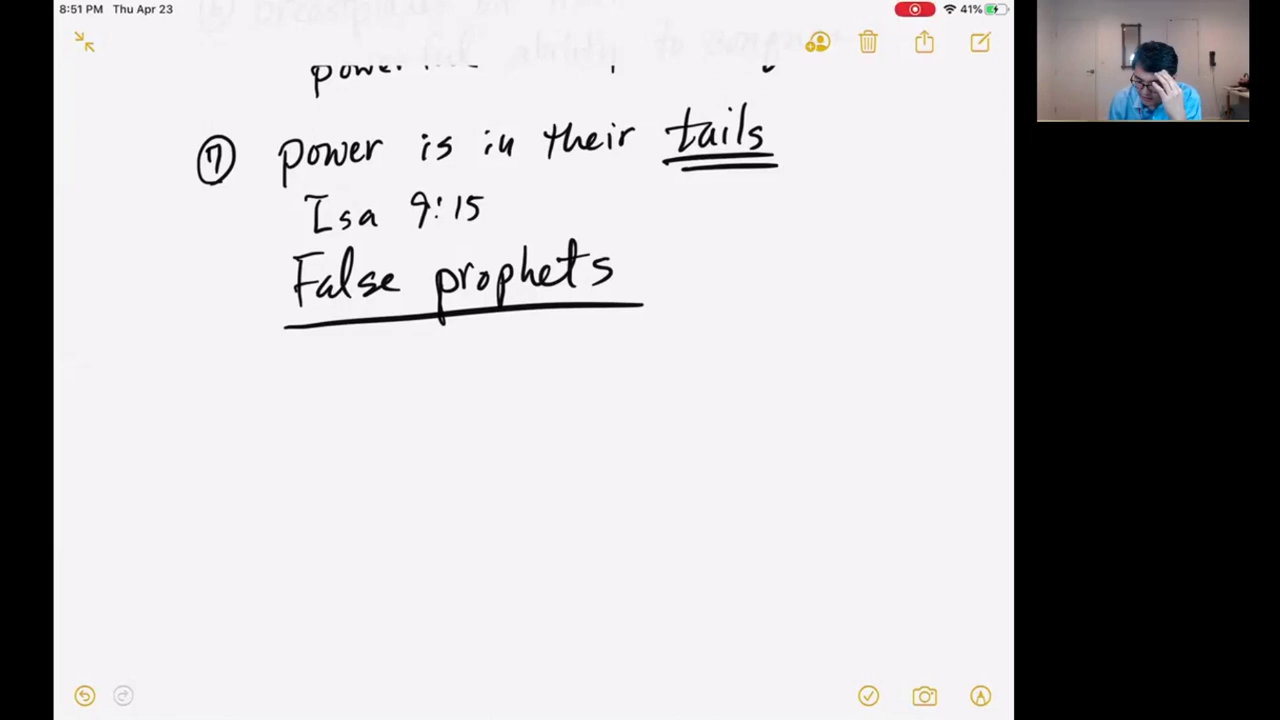 8:51 PM Thu Apr 23
41%
⑦ power is in their tails
Isa 9:15
False prophets